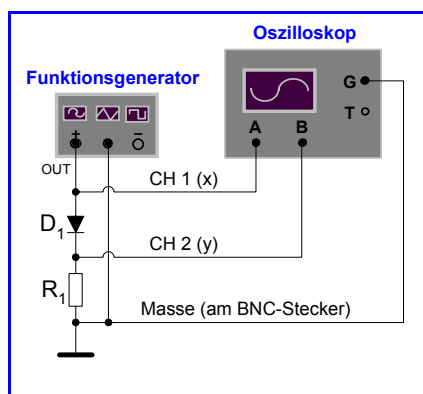 Oszilloskop
Funktionsgenerator
G
T
A B
+ −
OUT
CH 1 (x)
D1
CH 2 (y)
R1
Masse (am BNC-Stecker)